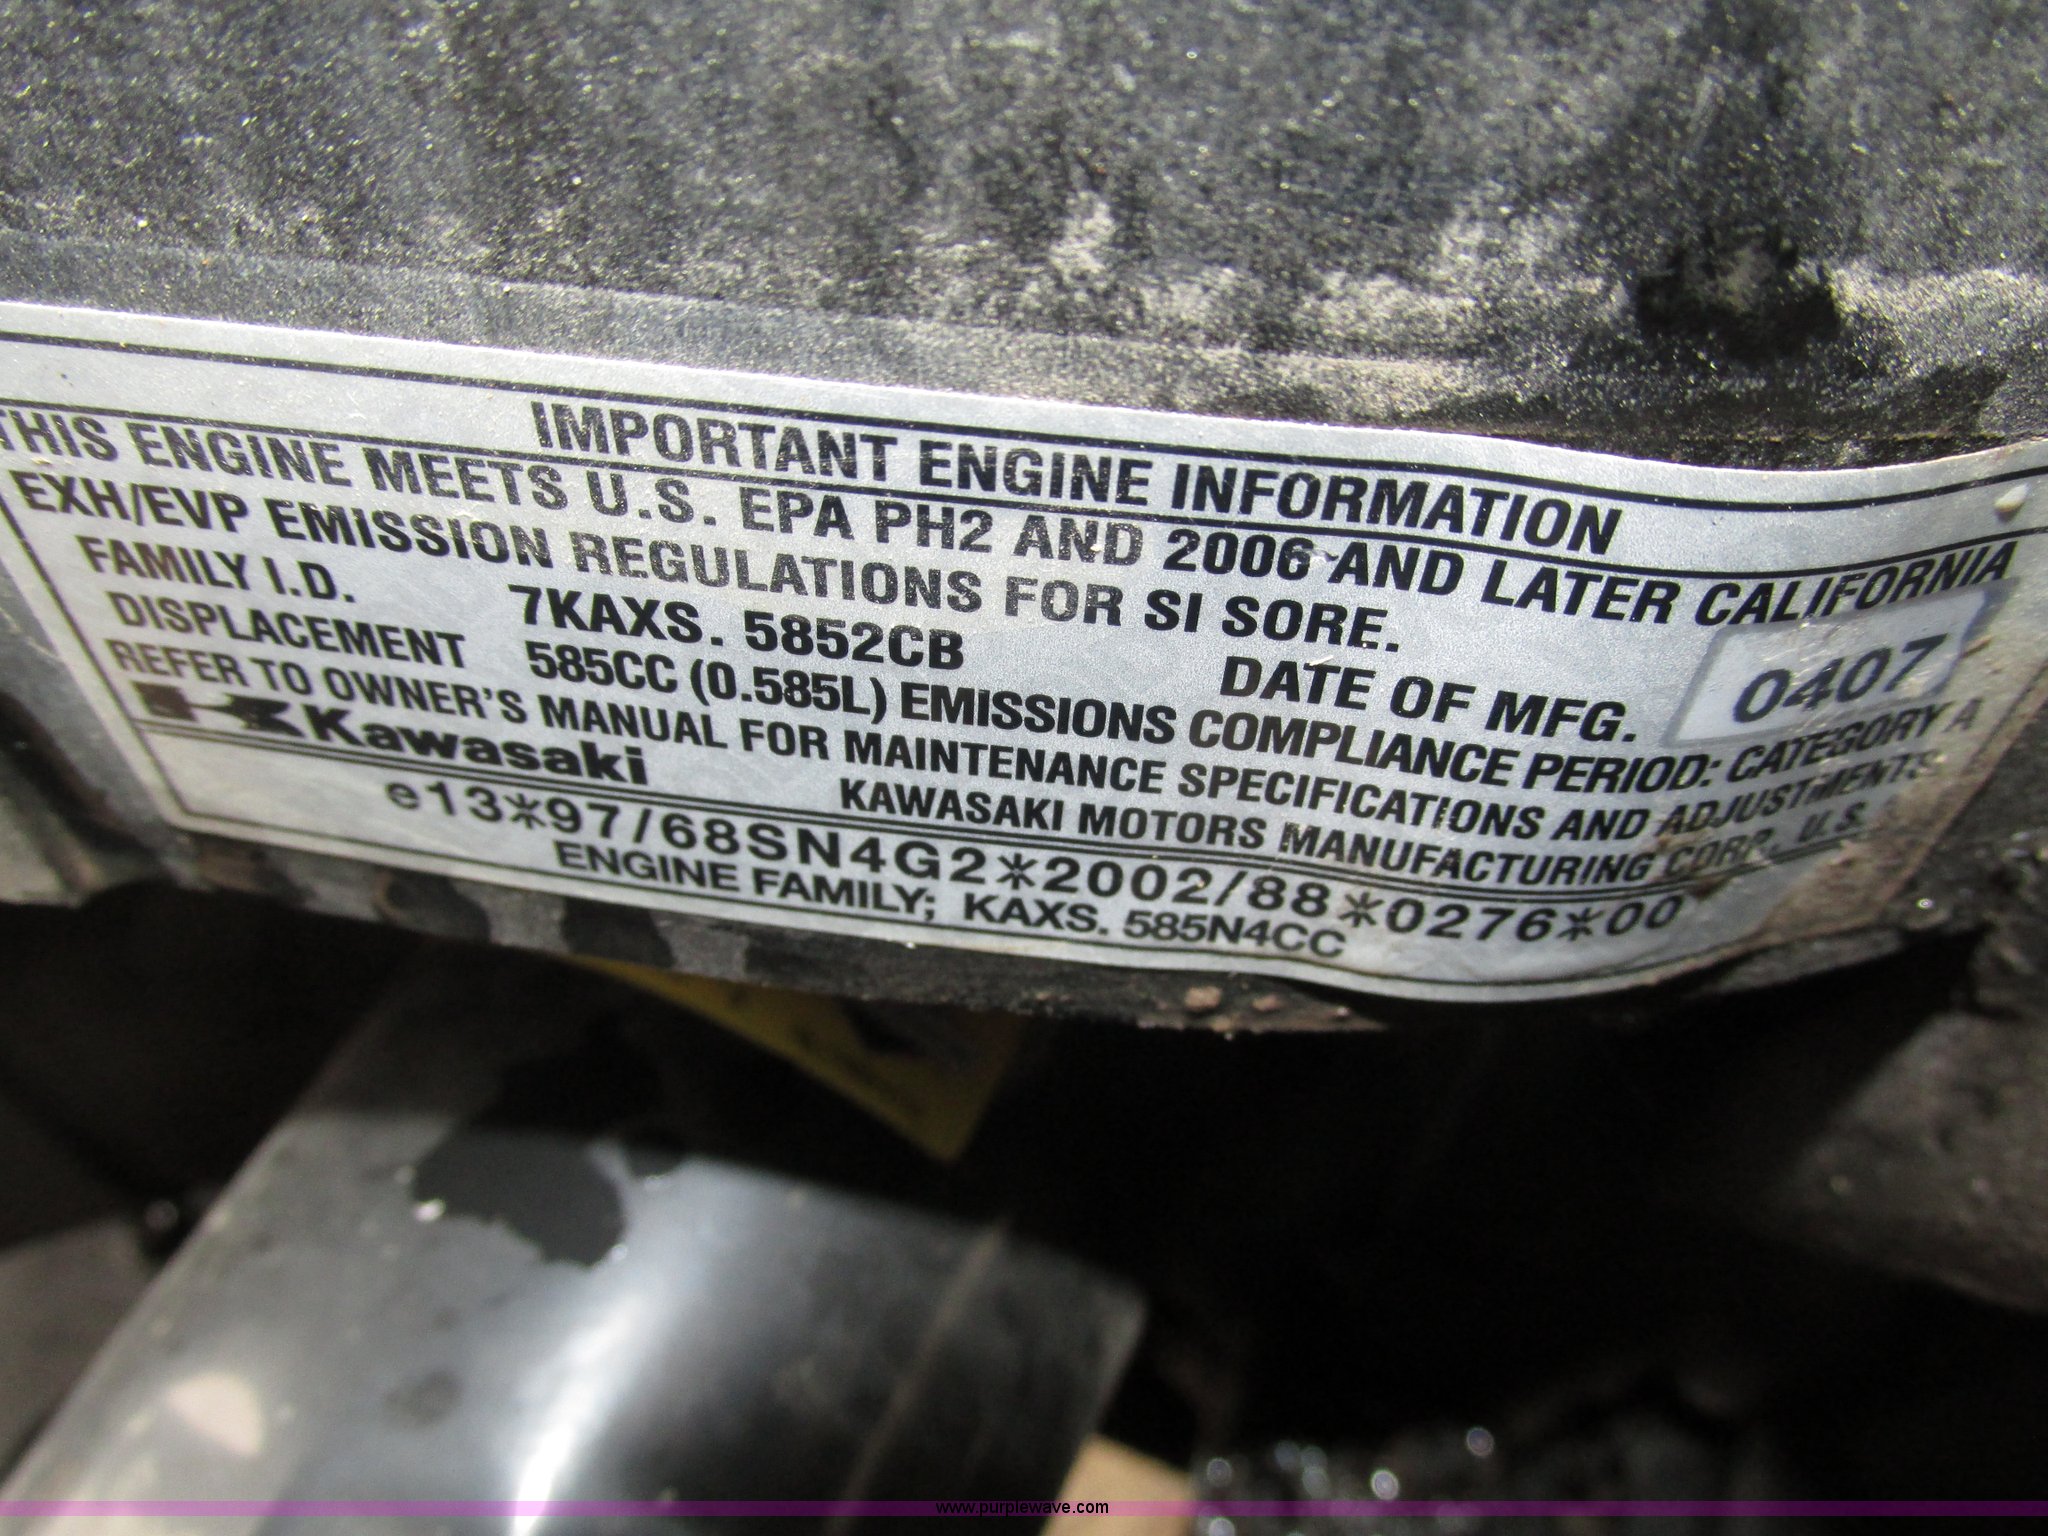 IMPORTANT ENGINE INFORMATION
THIS ENGINE MEETS U.S. EPA PH2 AND 2006 AND LATER CALIFORNIA
EXH/EVP EMISSION REGULATIONS FOR SI SORE.
FAMILY I.D. 7KAXS. 5852CB DATE OF MFG. 0407
DISPLACEMENT 585CC (0.585L) EMISSIONS COMPLIANCE PERIOD: CATEGORY A
REFER TO OWNER'S MANUAL FOR MAINTENANCE SPECIFICATIONS AND ADJUSTMENTS.
Kawasaki KAWASAKI MOTORS MANUFACTURING CORP., U.S.
e13*97/68SN4G2*2002/88*0276*00
ENGINE FAMILY; KAXS. 585N4CC
www.purplewave.com